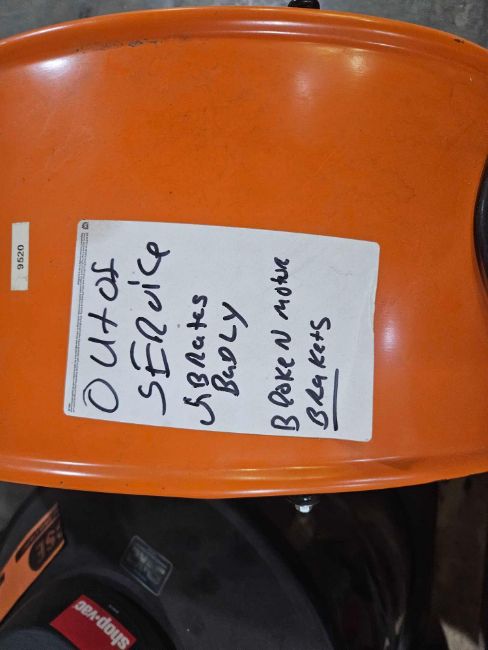 OUT OF
SERViCE
ViBRates
BaDLY
BROKEN MOTOR
BRaKetS
9520
shop·vac